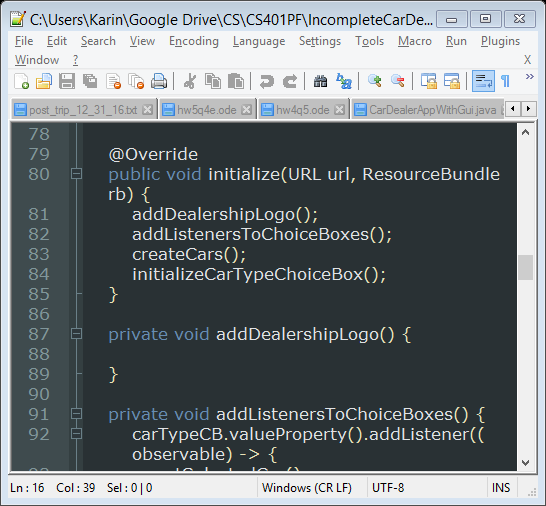 C:\Users\Karin\Google Drive\CS\CS401PF\IncompleteCarDe...
File Edit Search View Encoding Language Settings Tools Macro Run Plugins
Window ? X
post_trip_12_31_16.txt hw5q4e.ode hw4q5.ode CarDealerAppWithGui.java
78
79 @Override
80 public void initialize(URL url, ResourceBundle
rb) {
81 addDealershipLogo();
82 addListenersToChoiceBoxes();
83 createCars();
84 initializeCarTypeChoiceBox();
85 }
86
87 private void addDealershipLogo() {
88
89 }
90
91 private void addListenersToChoiceBoxes() {
92 carTypeCB.valueProperty().addListener((
observable) -> {
Ln : 16 Col : 39 Sel : 0 | 0 Windows (CR LF) UTF-8 INS